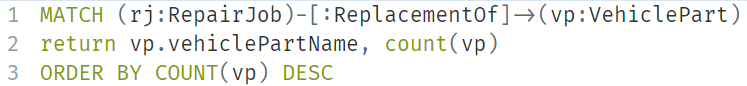 1 MATCH (rj:RepairJob)-[:ReplacementOf]->(vp:VehiclePart)
2 return vp.vehiclePartName, count(vp)
3 ORDER BY COUNT(vp) DESC